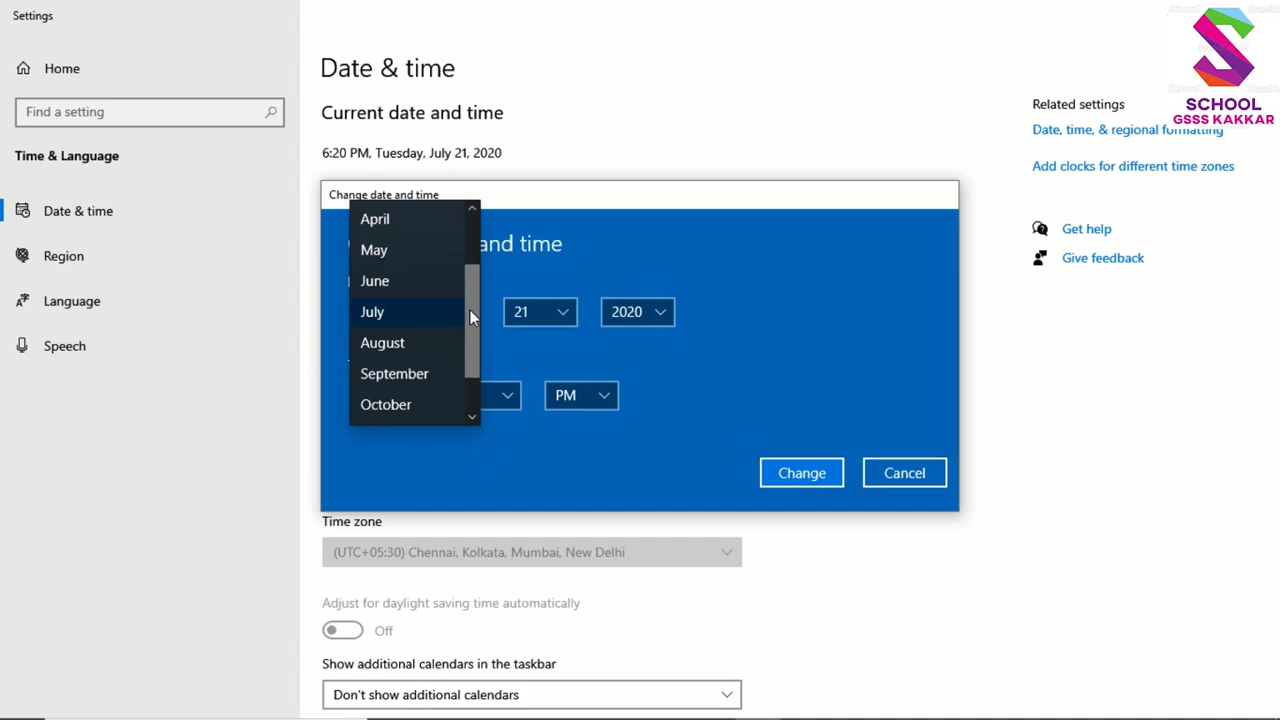 Settings
Home
Find a setting
Time & Language
Date & time
Region
Language
Speech
Date & time
Current date and time
6:20 PM, Tuesday, July 21, 2020
Change date and time
and time
April
May
June
July
August
September
October
21
2020
PM
Change
Cancel
Time zone
(UTC+05:30) Chennai, Kolkata, Mumbai, New Delhi
Adjust for daylight saving time automatically
Off
Show additional calendars in the taskbar
Don't show additional calendars
Related settings
Date, time, & regional formatting
Add clocks for different time zones
Get help
Give feedback
SCHOOL
GSSS KAKKAR